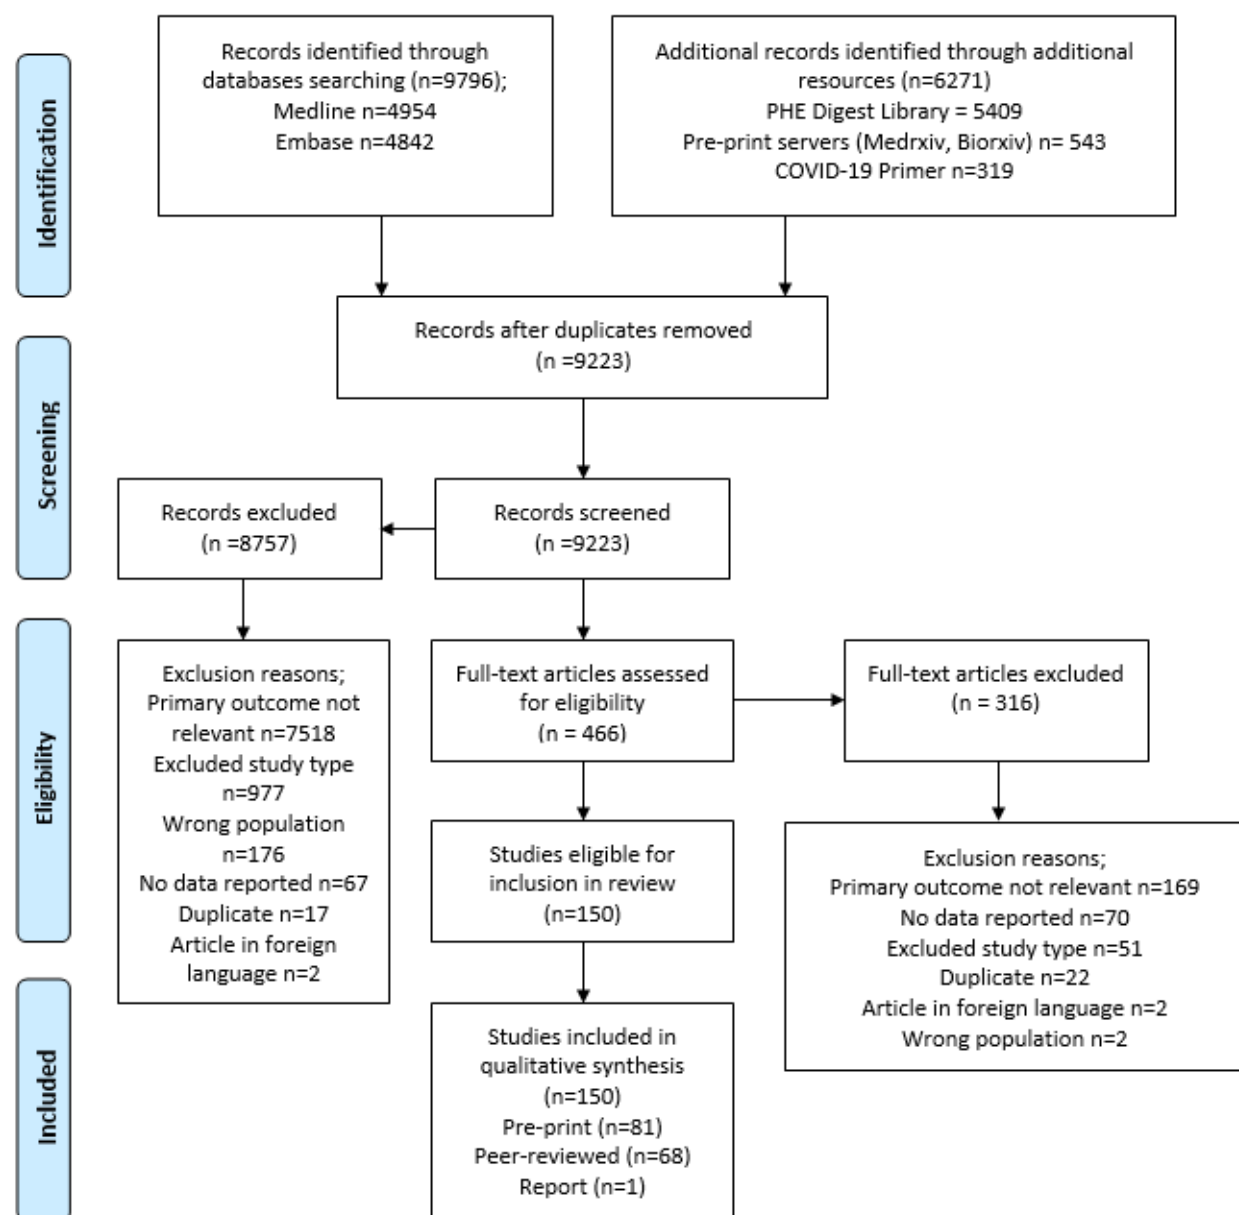 Identification
Records identified through
databases searching (n=9796);
Medline n=4954
Embase n=4842
Additional records identified through additional
resources (n=6271)
PHE Digest Library = 5409
Pre-print servers (Medrxiv, Biorxiv) n= 543
COVID-19 Primer n=319
Records after duplicates removed
(n =9223)
Screening
Records excluded
(n =8757)
Records screened
(n =9223)
Eligibility
Exclusion reasons;
Primary outcome not
relevant n=7518
Excluded study type
n=977
Wrong population
n=176
No data reported n=67
Duplicate n=17
Article in foreign
language n=2
Full-text articles assessed
for eligibility
(n = 466)
Full-text articles excluded
(n = 316)
Studies eligible for
inclusion in review
(n=150)
Exclusion reasons;
Primary outcome not relevant n=169
No data reported n=70
Excluded study type n=51
Duplicate n=22
Article in foreign language n=2
Wrong population n=2
Included
Studies included in
qualitative synthesis
(n=150)
Pre-print (n=81)
Peer-reviewed (n=68)
Report (n=1)